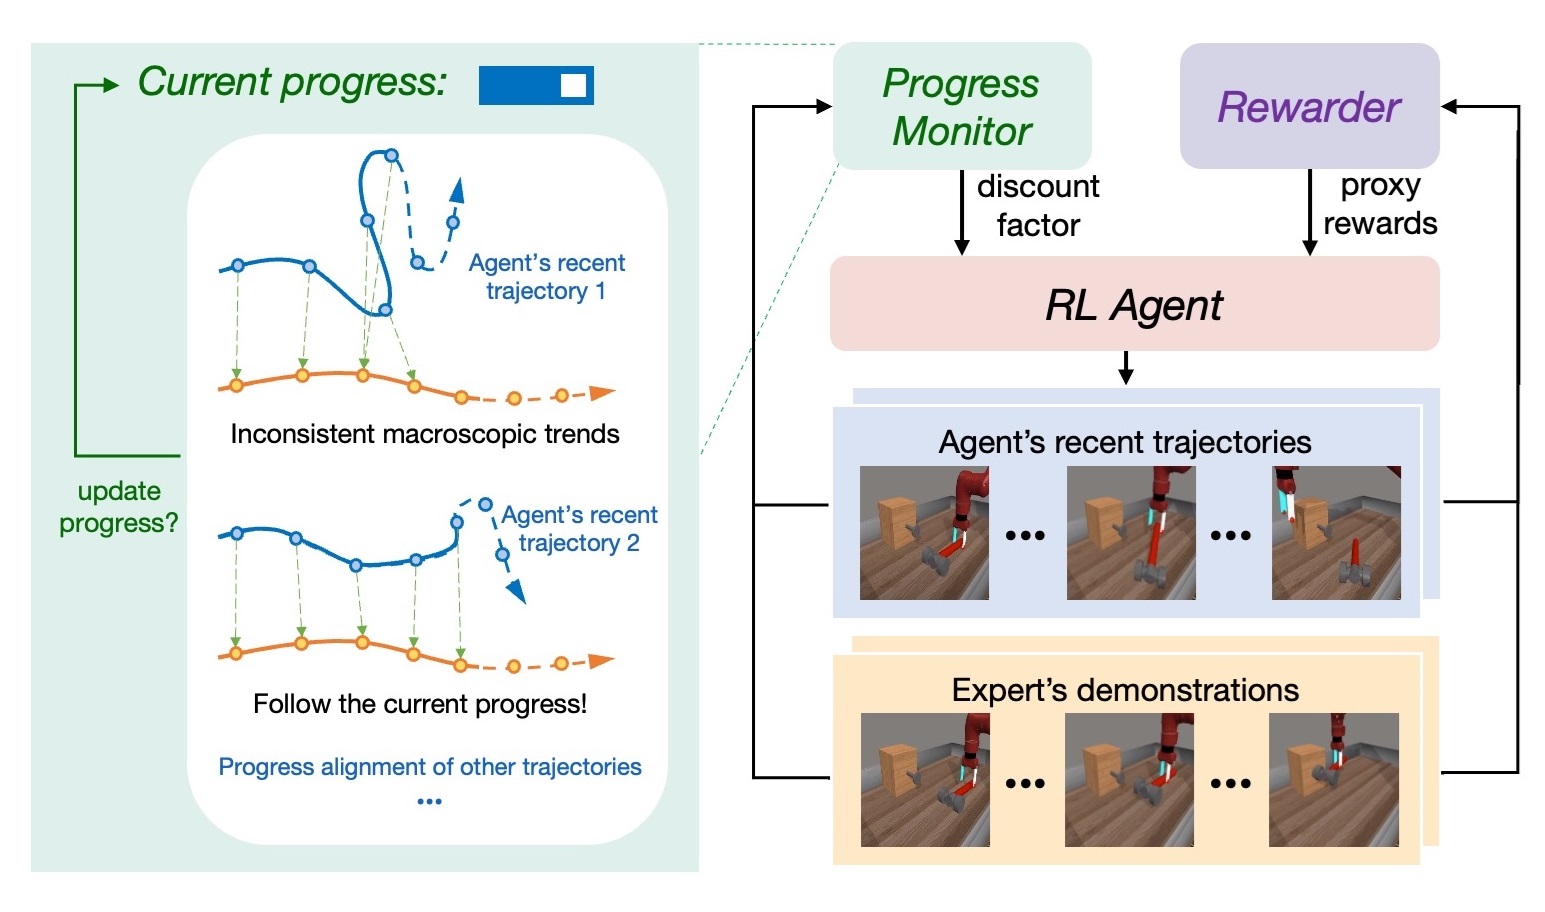 Current progress:
Agent's recent
trajectory 1
Inconsistent macroscopic trends
update
progress?
Agent's recent
trajectory 2
Follow the current progress!
Progress alignment of other trajectories
...
Progress
Monitor
Rewarder
discount
factor
proxy
rewards
RL Agent
Agent's recent trajectories
... ...
Expert's demonstrations
... ...